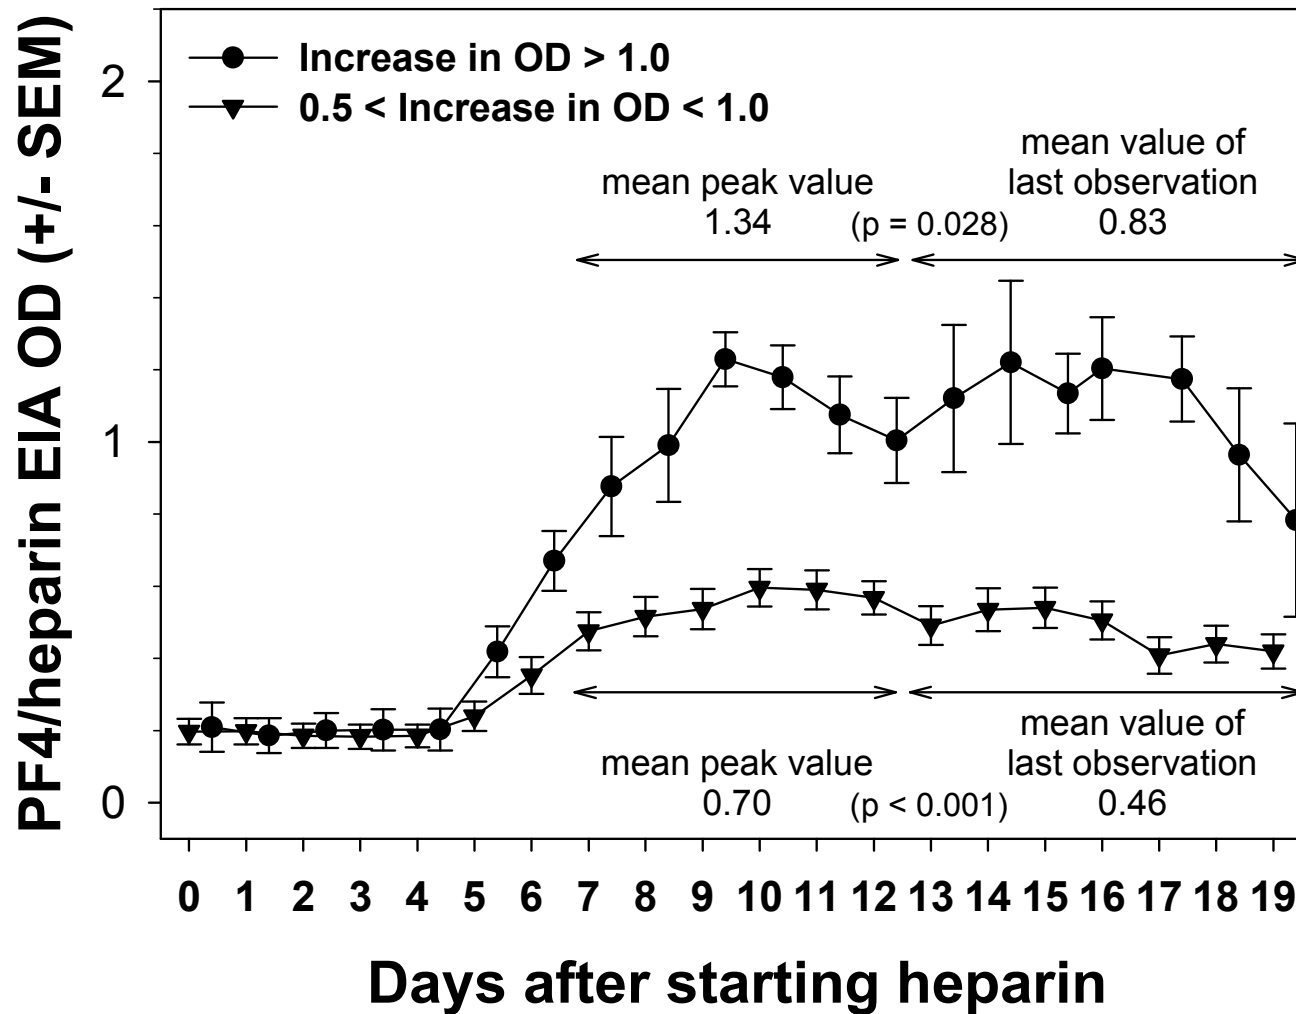 PF4/heparin EIA OD (+/- SEM)
2
1
0
Increase in OD > 1.0
0.5 < Increase in OD < 1.0
mean peak value
1.34
(p = 0.028)
mean value of
last observation
0.83
mean peak value
0.70
(p < 0.001)
mean value of
last observation
0.46
0 1 2 3 4 5 6 7 8 9 10 11 12 13 14 15 16 17 18 19
Days after starting heparin